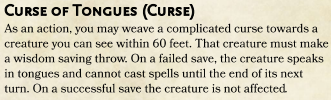 Curse of Tongues (Curse)
As an action, you may weave a complicated curse towards a
creature you can see within 60 feet. That creature must make
a wisdom saving throw. On a failed save, the creature speaks
in tongues and cannot cast spells until the end of its next
turn. On a successful save the creature is not affected.